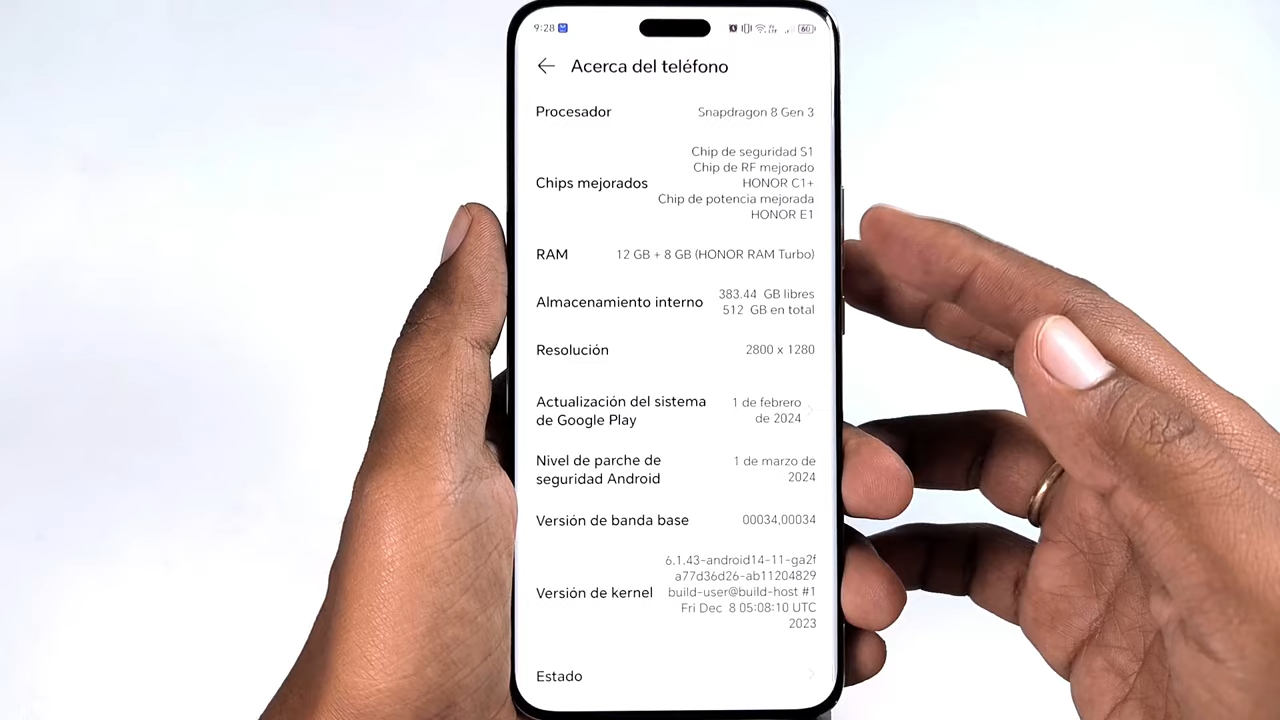 9:28
60
Acerca del teléfono
Procesador Snapdragon 8 Gen 3
Chips mejorados Chip de seguridad S1
Chip de RF mejorado
HONOR C1+
Chip de potencia mejorada
HONOR E1
RAM 12 GB + 8 GB (HONOR RAM Turbo)
Almacenamiento interno 383.44 GB libres
512 GB en total
Resolución 2800 x 1280
Actualización del sistema
de Google Play
1 de febrero
de 2024
Nivel de parche de
seguridad Android
1 de marzo de
2024
Versión de banda base 00034,00034
Versión de kernel 6.1.43-android14-11-ga2f
a77d36d26-ab11204829
build-user@build-host #1
Fri Dec 8 05:08:10 UTC
2023
Estado